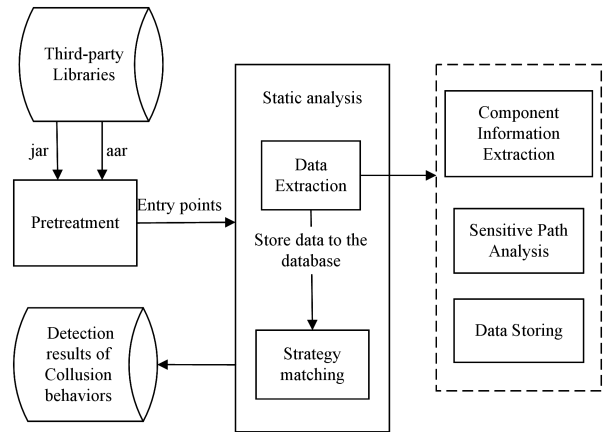 Third-party
Libraries
jar
aar
Pretreatment
Entry points
Static analysis
Data
Extraction
Store data to the
database
Strategy
matching
Component
Information
Extraction
Sensitive Path
Analysis
Data Storing
Detection
results of
Collusion
behaviors